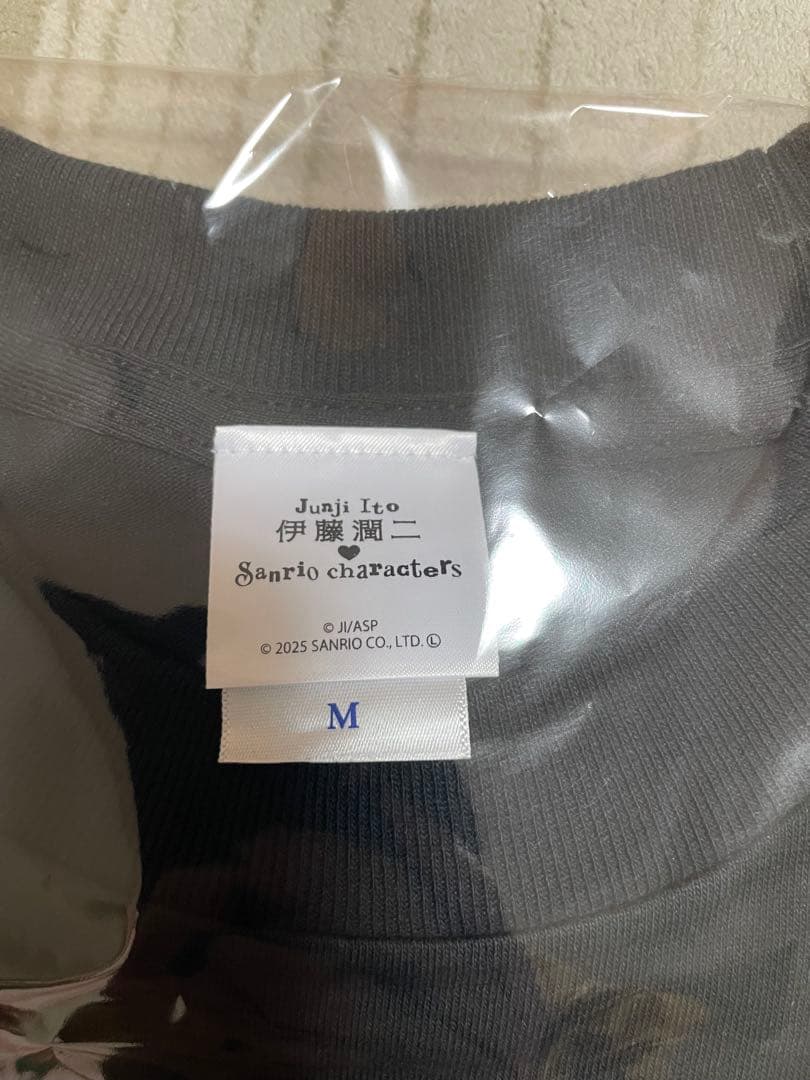 Junji Ito
伊藤潤二
♥
Sanrio characters
© JI/ASP
© 2025 SANRIO CO., LTD. Ⓛ
M